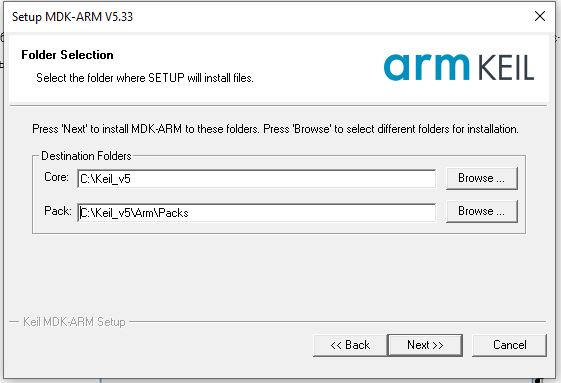 Setup MDK-ARM V5.33
Folder Selection
Select the folder where SETUP will install files.
arm KEIL
Press 'Next' to install MDK-ARM to these folders. Press 'Browse' to select different folders for installation.
Destination Folders
Core: C:\Keil_v5 Browse ...
Pack: C:\Keil_v5\Arm\Packs Browse ...
Keil MDK-ARM Setup
<< Back Next >> Cancel